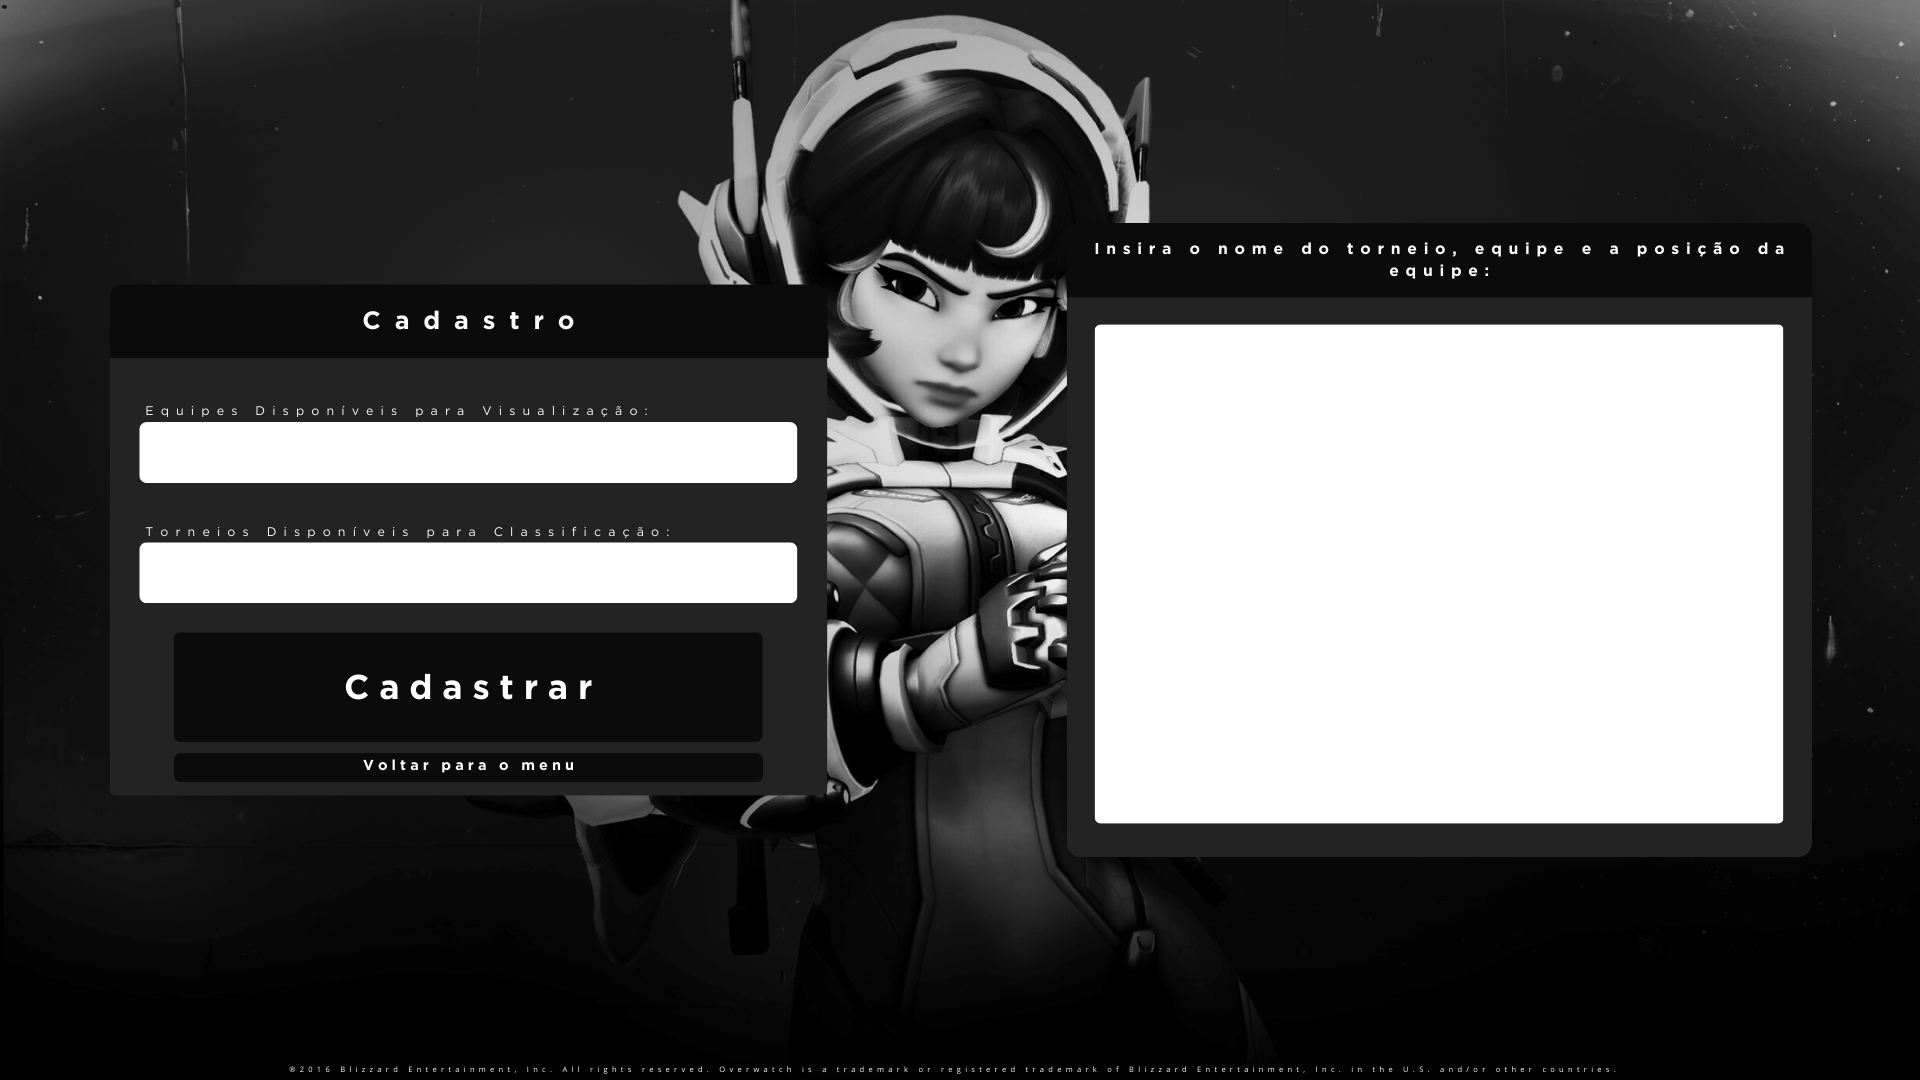 Cadastro
Equipes Disponíveis para Visualização:
Torneios Disponíveis para Classificação:
Cadastrar
Voltar para o menu
Insira o nome do torneio, equipe e a posição da
equipe:
©2016 Blizzard Entertainment, Inc. All rights reserved. Overwatch is a trademark or registered trademark of Blizzard Entertainment, Inc. in the U.S. and/or other countries.